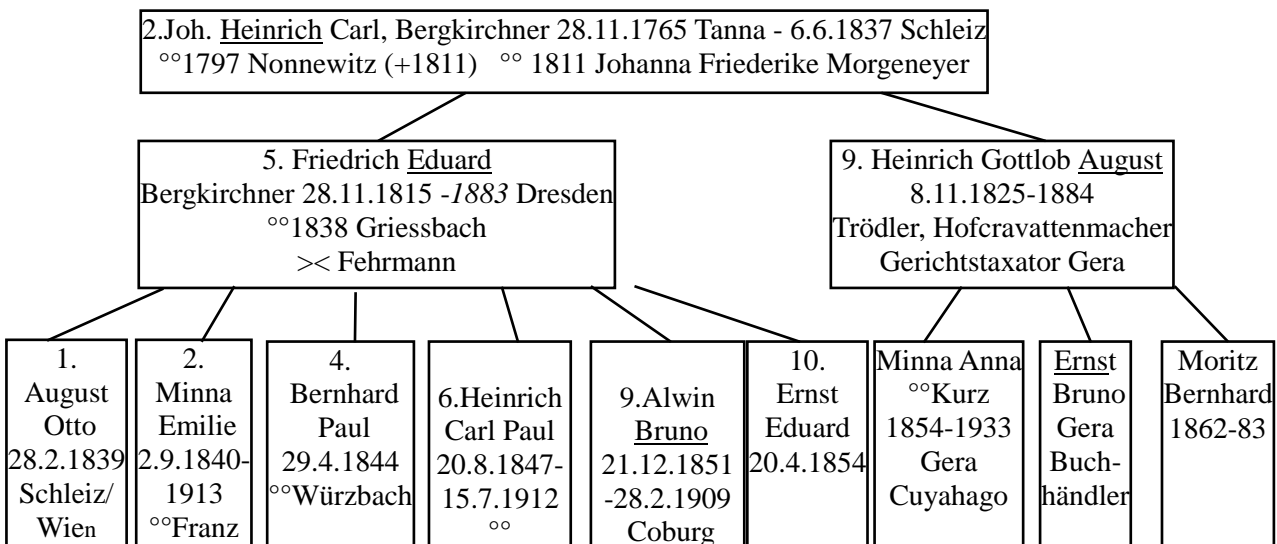 2.Joh. Heinrich Carl, Bergkirchner 28.11.1765 Tanna - 6.6.1837 Schleiz
°°1797 Nonnewitz (+1811) °° 1811 Johanna Friederike Morgeneyer
5. Friedrich Eduard
Bergkirchner 28.11.1815 -1883 Dresden
°°1838 Griessbach
>< Fehrmann
9. Heinrich Gottlob August
8.11.1825-1884
Trödler, Hofcravattenmacher
Gerichtstaxator Gera
1.
August
Otto
28.2.1839
Schleiz/
Wien
2.
Minna
Emilie
2.9.1840-
1913
°°Franz
4.
Bernhard
Paul
29.4.1844
°°Würzbach
6.Heinrich
Carl Paul
20.8.1847-
15.7.1912
°°
9.Alwin
Bruno
21.12.1851
-28.2.1909
Coburg
10.
Ernst
Eduard
20.4.1854
Minna Anna
°°Kurz
1854-1933
Gera
Cuyahago
Ernst
Bruno
Gera
Buch-
händler
Moritz
Bernhard
1862-83